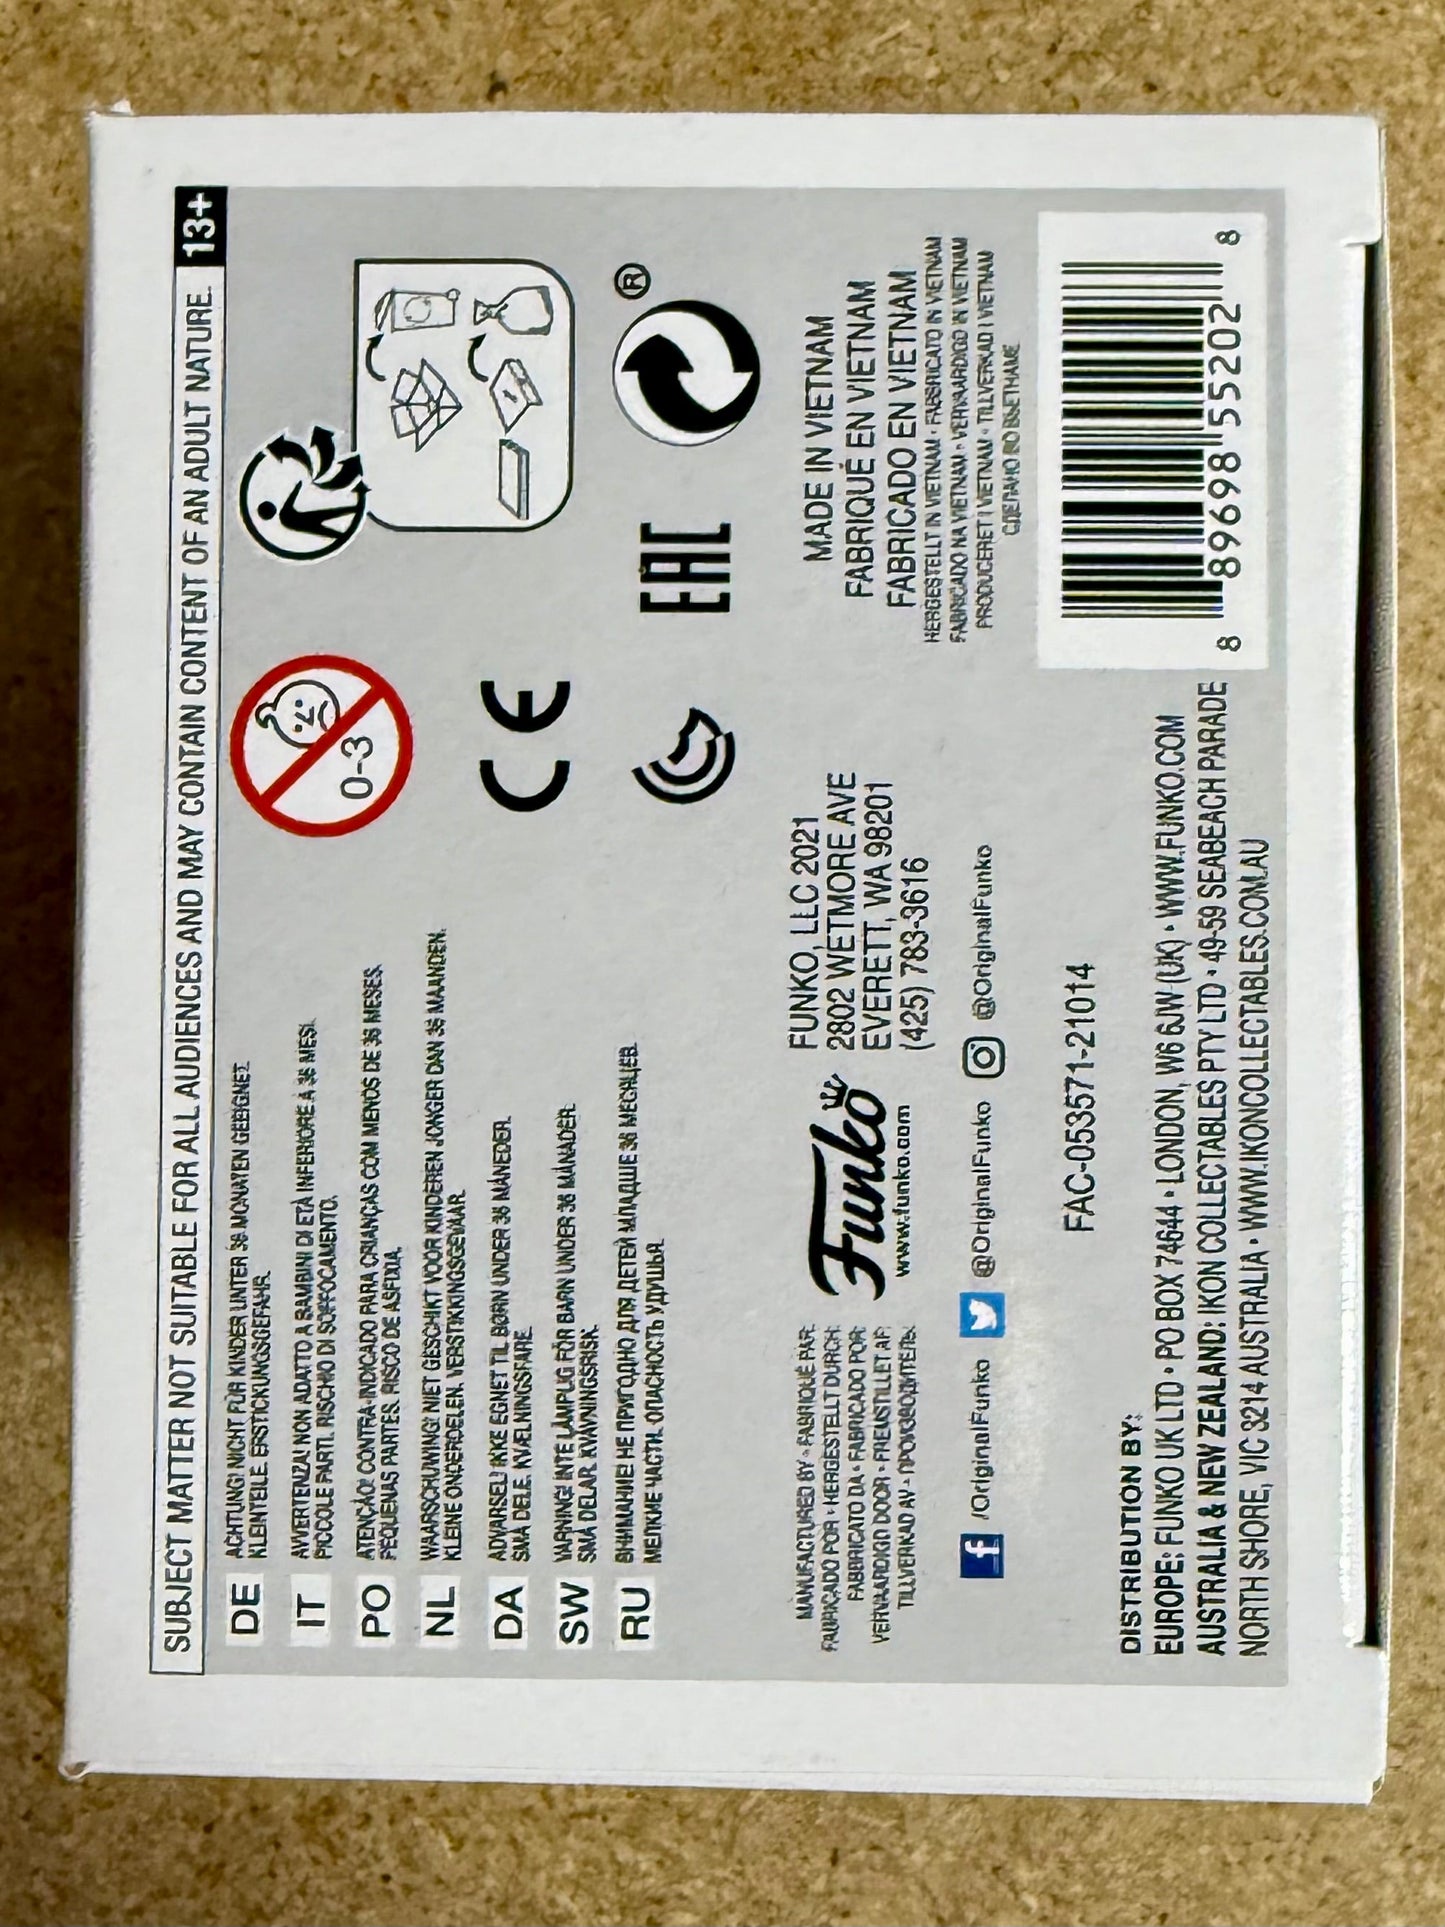 SUBJECT MATTER NOT SUITABLE FOR ALL AUDIENCES AND MAY CONTAIN CONTENT OF AN ADULT NATURE. 13+
DE
ACHTUNG! NICHT FÜR KINDER UNTER 36 MONATEN GEEIGNET.
KLEINTEILE. ERSTICKUNGSGEFAHR.
IT
AVVERTENZA! NON ADATTO A BAMBINI DI ETÀ INFERIORE A 36 MESI.
PICCOLE PARTI. RISCHIO DI SOFFOCAMENTO.
PO
ATENÇÃO! CONTRA-INDICADO PARA CRIANÇAS COM MENOS DE 36 MESES.
PEQUENAS PARTES. RISCO DE ASFIXIA.
NL
WAARSCHUWING! NIET GESCHIKT VOOR KINDEREN JONGER DAN 36 MAANDEN.
KLEINE ONDERDELEN. VERSTIKKINGSGEVAAR.
DA
ADVARSEL! IKKE EGNET TIL BØRN UNDER 36 MÅNEDER.
SMÅ DELE. KVÆLNINGSFARE.
SW
VARNING! INTE LÄMPLIG FÖR BARN UNDER 36 MÅNADER.
SMÅ DELAR. KVÄVNINGSRISK.
RU
ВНИМАНИЕ! НЕ ПРИГОДНО ДЛЯ ДЕТЕЙ МЛАДШЕ 36 МЕСЯЦЕВ.
МЕЛКИЕ ЧАСТИ. ОПАСНОСТЬ УДУШЬЯ.
0-3
CE
EAC
®
MANUFACTURED BY • FABRIQUÉ PAR:
FABRICADO POR • HERGESTELLT DURCH:
FABBRICATO DA • FABRICADO POR:
VERVAARDIGD DOOR • FREMSTILLET AF:
TILLVERKAD AV • ПРОИЗВОДИТЕЛЬ:
Funko
www.funko.com
FUNKO, LLC 2021
2802 WETMORE AVE
EVERETT, WA 98201
(425) 783-3616
/OriginalFunko @OriginalFunko @OriginalFunko
MADE IN VIETNAM
FABRIQUÉ EN VIETNAM
FABRICADO EN VIETNAM
HERGESTELLT IN VIETNAM • FABBRICATO IN VIETNAM
FABRICADO NA VIETNAM • VERVAARDIGD IN VIETNAM
PRODUCERET I VIETNAM • TILLVERKAD I VIETNAM
СДЕЛАНО ВО ВЬЕТНАМЕ
FAC-053571-21014
DISTRIBUTION BY:
EUROPE: FUNKO UK LTD • PO BOX 74644 • LONDON, W6 6JW (UK) • WWW.FUNKO.COM
AUSTRALIA & NEW ZEALAND: IKON COLLECTABLES PTY LTD • 49-59 SEABEACH PARADE
NORTH SHORE, VIC 3214 AUSTRALIA • WWW.IKONCOLLECTABLES.COM.AU
8 89698 55202 8